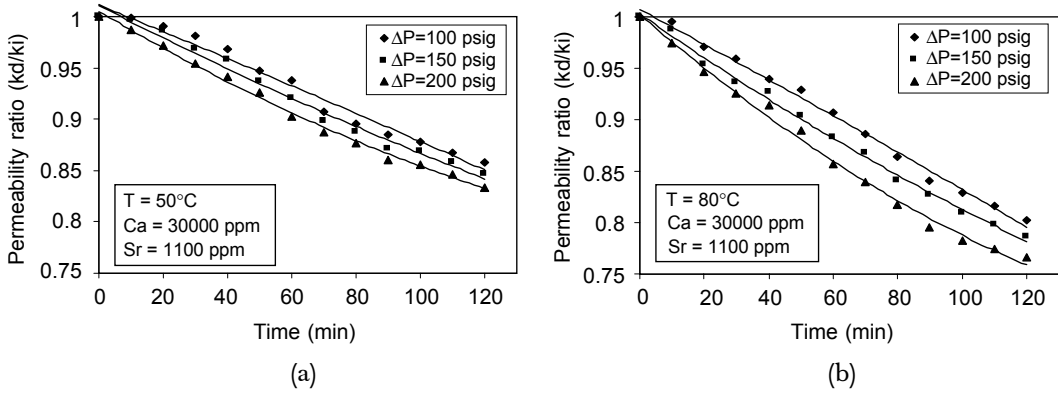 Permeability ratio (kd/ki)
1
0.95
0.9
0.85
0.8
0.75
0 20 40 60 80 100 120
Time (min)
ΔP=100 psig
ΔP=150 psig
ΔP=200 psig
T = 50°C
Ca = 30000 ppm
Sr = 1100 ppm
(a)
Permeability ratio (kd/ki)
1
0.95
0.9
0.85
0.8
0.75
0 20 40 60 80 100 120
Time (min)
ΔP=100 psig
ΔP=150 psig
ΔP=200 psig
T = 80°C
Ca = 30000 ppm
Sr = 1100 ppm
(b)